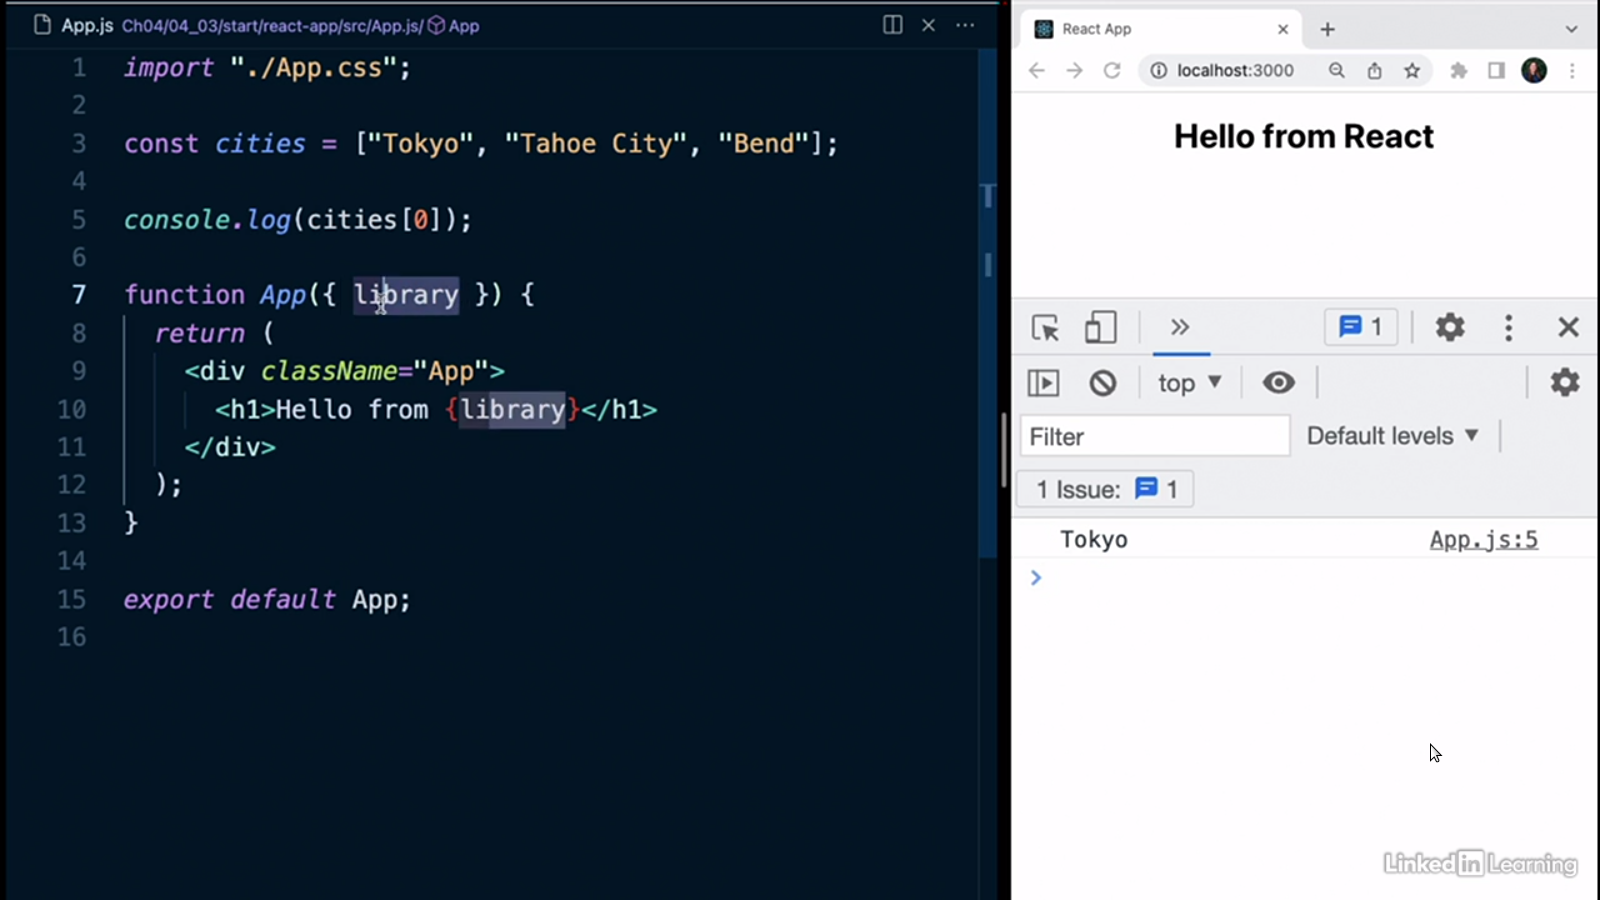 App.js Ch04/04_03/start/react-app/src/App.js/ App
1 import "./App.css";
2
3 const cities = ["Tokyo", "Tahoe City", "Bend"];
4
5 console.log(cities[0]);
6
7 function App({ library }) {
8 return (
9 <div className="App">
10 <h1>Hello from {library}</h1>
11 </div>
12 );
13 }
14
15 export default App;
16
React App
localhost:3000
Hello from React
1
top
Filter
Default levels
1 Issue: 1
Tokyo App.js:5
Linked in Learning